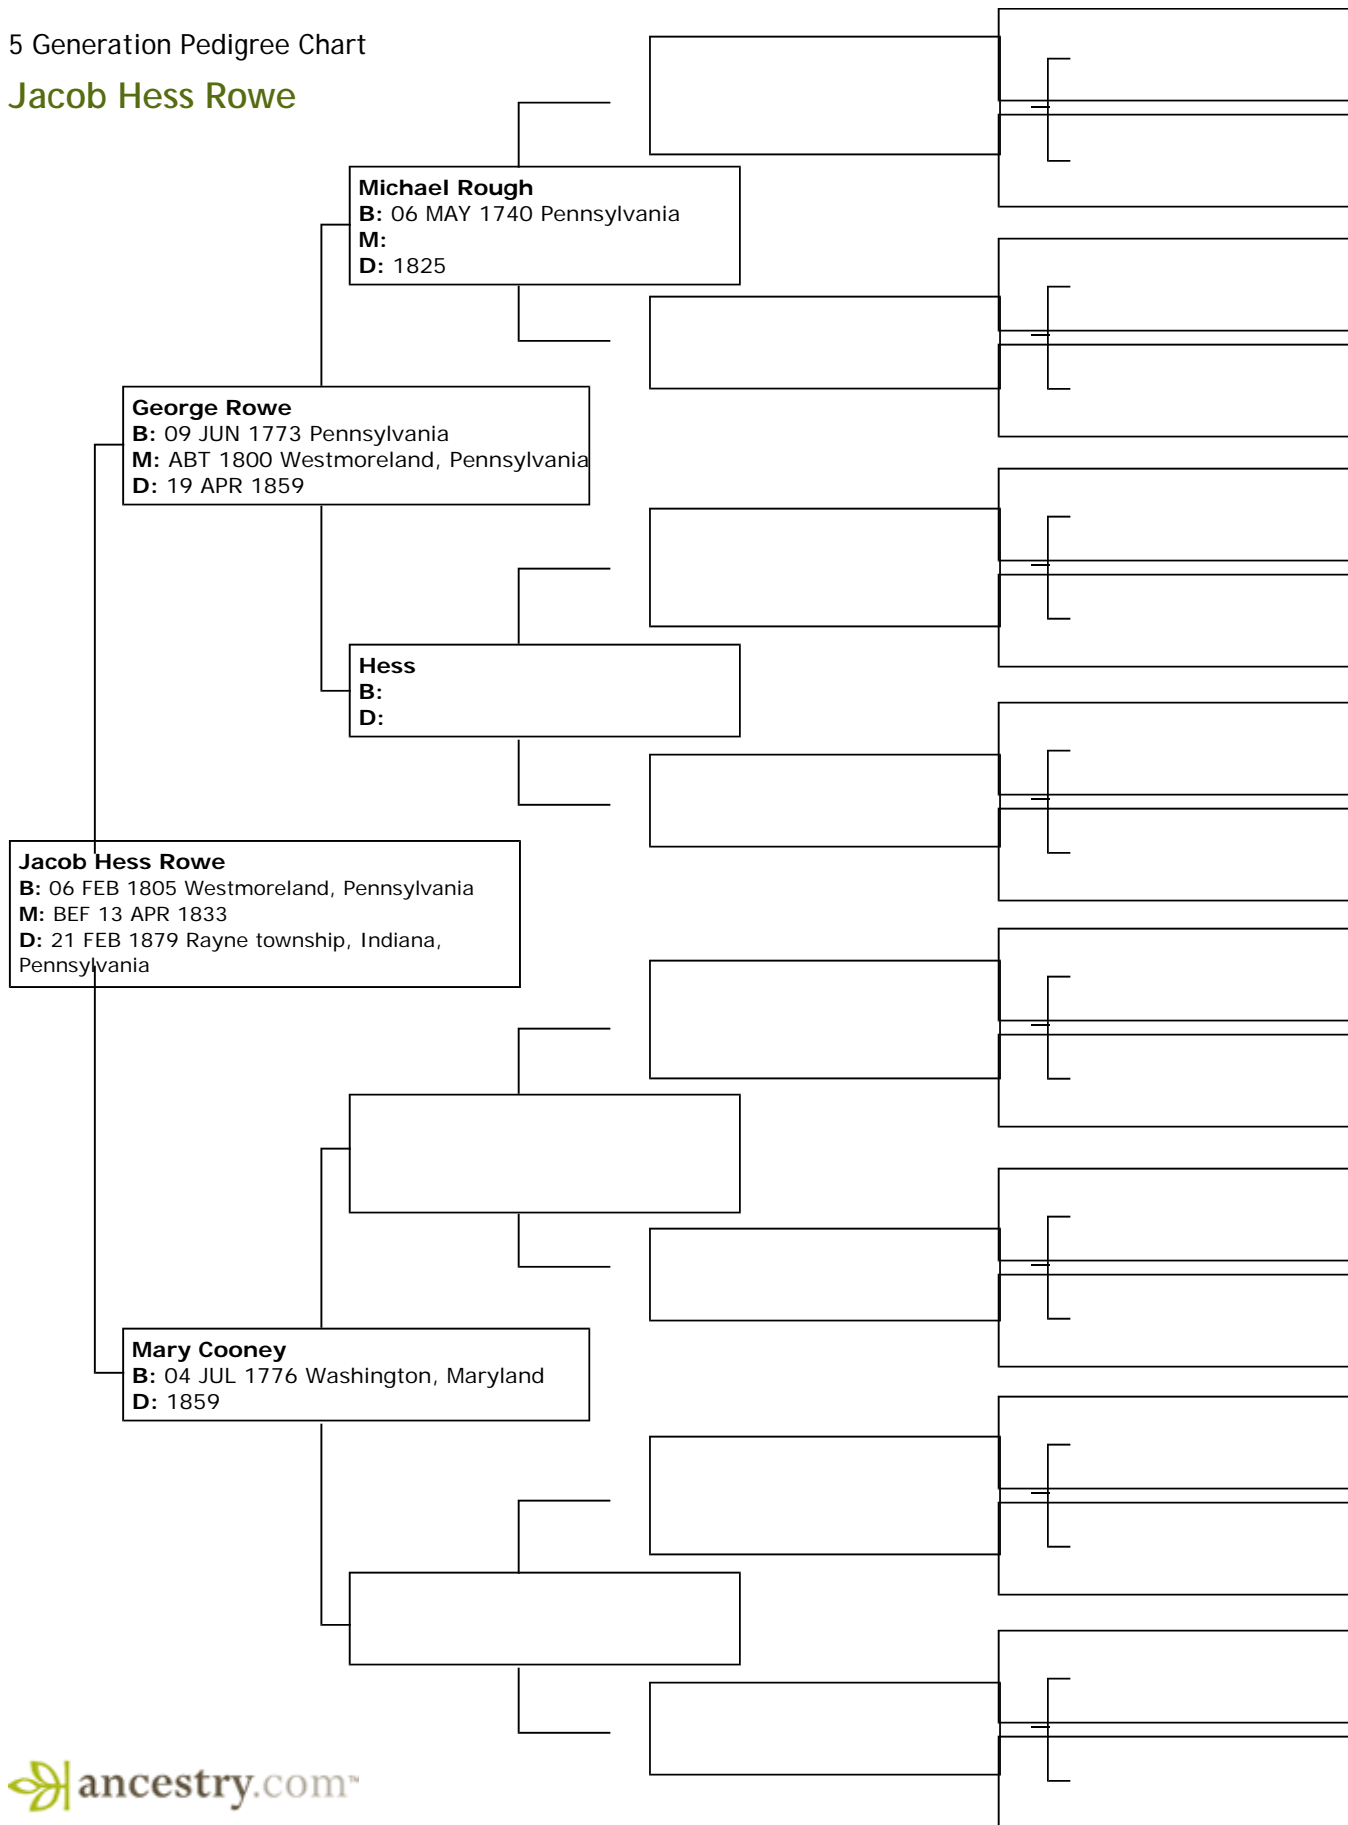 5 Generation Pedigree Chart
Jacob Hess Rowe
Michael Rough
B: 06 MAY 1740 Pennsylvania
M:
D: 1825
George Rowe
B: 09 JUN 1773 Pennsylvania
M: ABT 1800 Westmoreland, Pennsylvania
D: 19 APR 1859
Hess
B:
D:
Jacob Hess Rowe
B: 06 FEB 1805 Westmoreland, Pennsylvania
M: BEF 13 APR 1833
D: 21 FEB 1879 Rayne township, Indiana,
Pennsylvania
Mary Cooney
B: 04 JUL 1776 Washington, Maryland
D: 1859
ancestry.com™